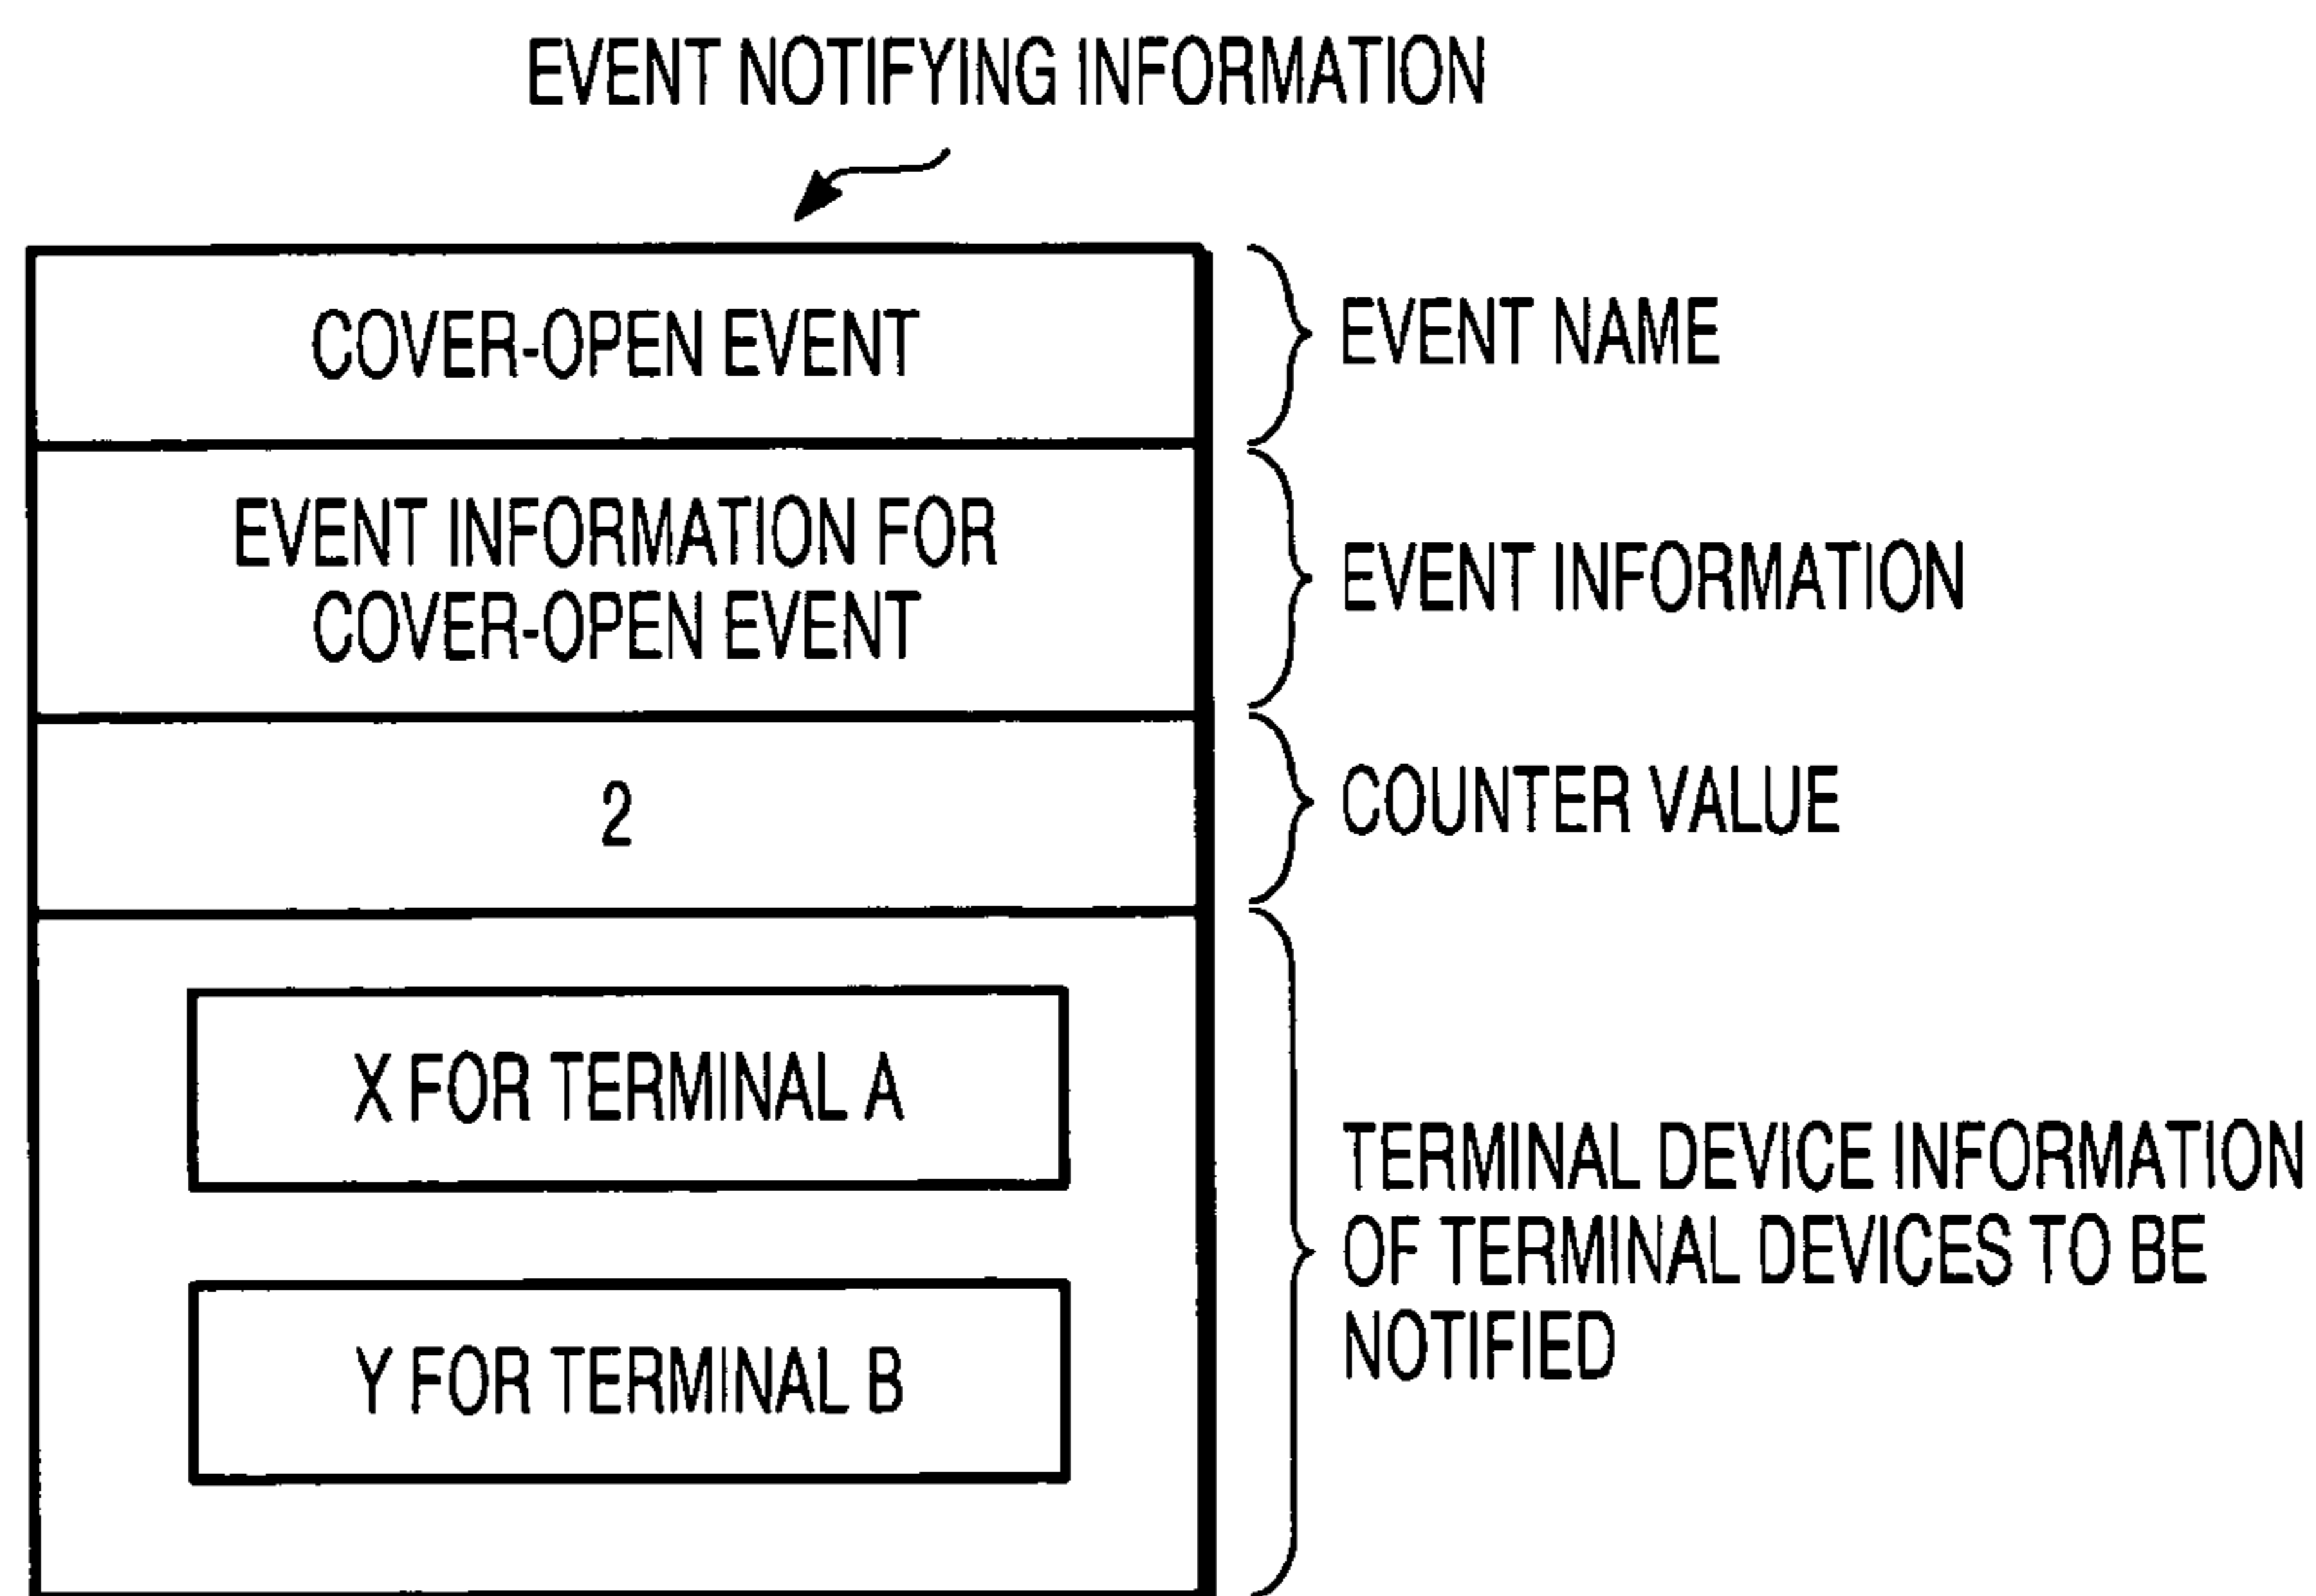 EVENT NOTIFYING INFORMATION
COVER-OPEN EVENT
EVENT NAME
EVENT INFORMATION FOR
COVER-OPEN EVENT
EVENT INFORMATION
2
COUNTER VALUE
X FOR TERMINAL A
Y FOR TERMINAL B
TERMINAL DEVICE INFORMATION
OF TERMINAL DEVICES TO BE
NOTIFIED